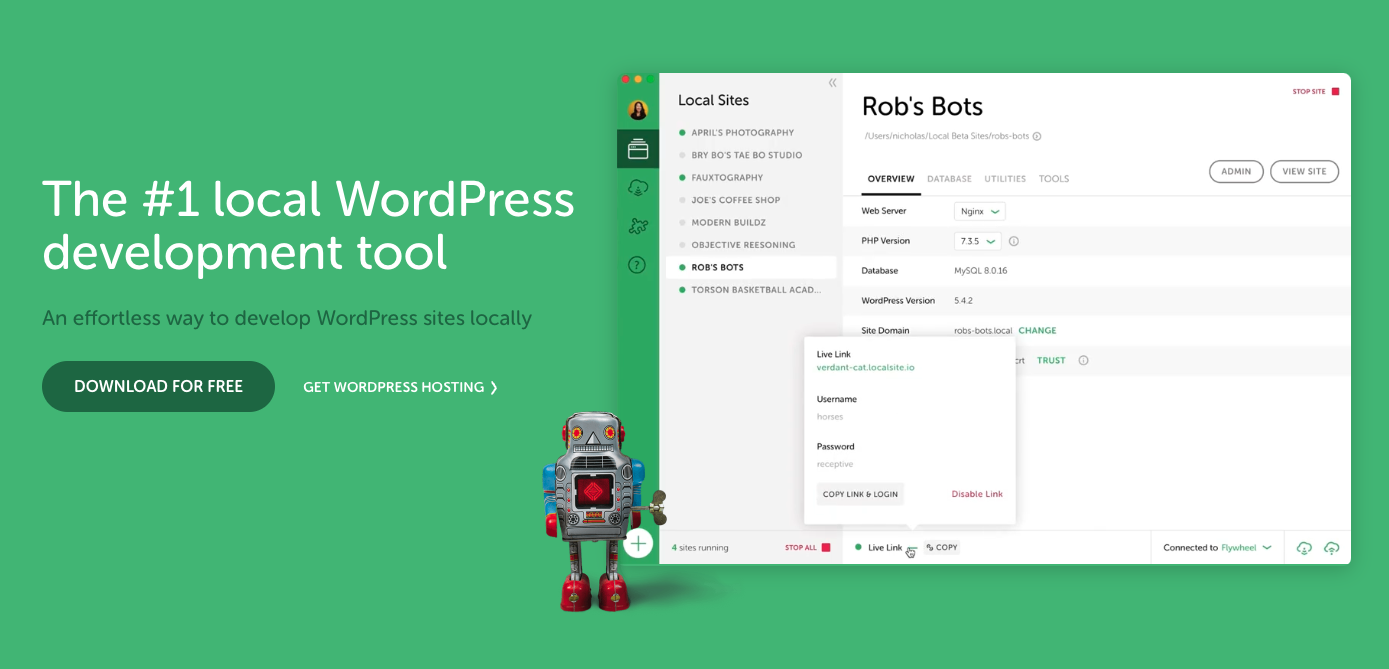 The #1 local WordPress
development tool
An effortless way to develop WordPress sites locally
DOWNLOAD FOR FREE
GET WORDPRESS HOSTING ❯
Local Sites
APRIL'S PHOTOGRAPHY
BRY BO'S TAE BO STUDIO
FAUXTOGRAPHY
JOE'S COFFEE SHOP
MODERN BUILDZ
OBJECTIVE REESONING
ROB'S BOTS
TORSON BASKETBALL ACAD...
4 sites running
STOP ALL
Rob's Bots
STOP SITE
/Users/nicholas/Local Beta Sites/robs-bots
ADMIN
VIEW SITE
OVERVIEW DATABASE UTILITIES TOOLS
Web Server Nginx
PHP Version 7.3.5
Database MySQL 8.0.16
WordPress Version 5.4.2
Site Domain robs-bots.local CHANGE
crt TRUST
Live Link
verdant-cat.localsite.io
Username
horses
Password
receptive
COPY LINK & LOGIN
Disable Link
Live Link
COPY
Connected to Flywheel